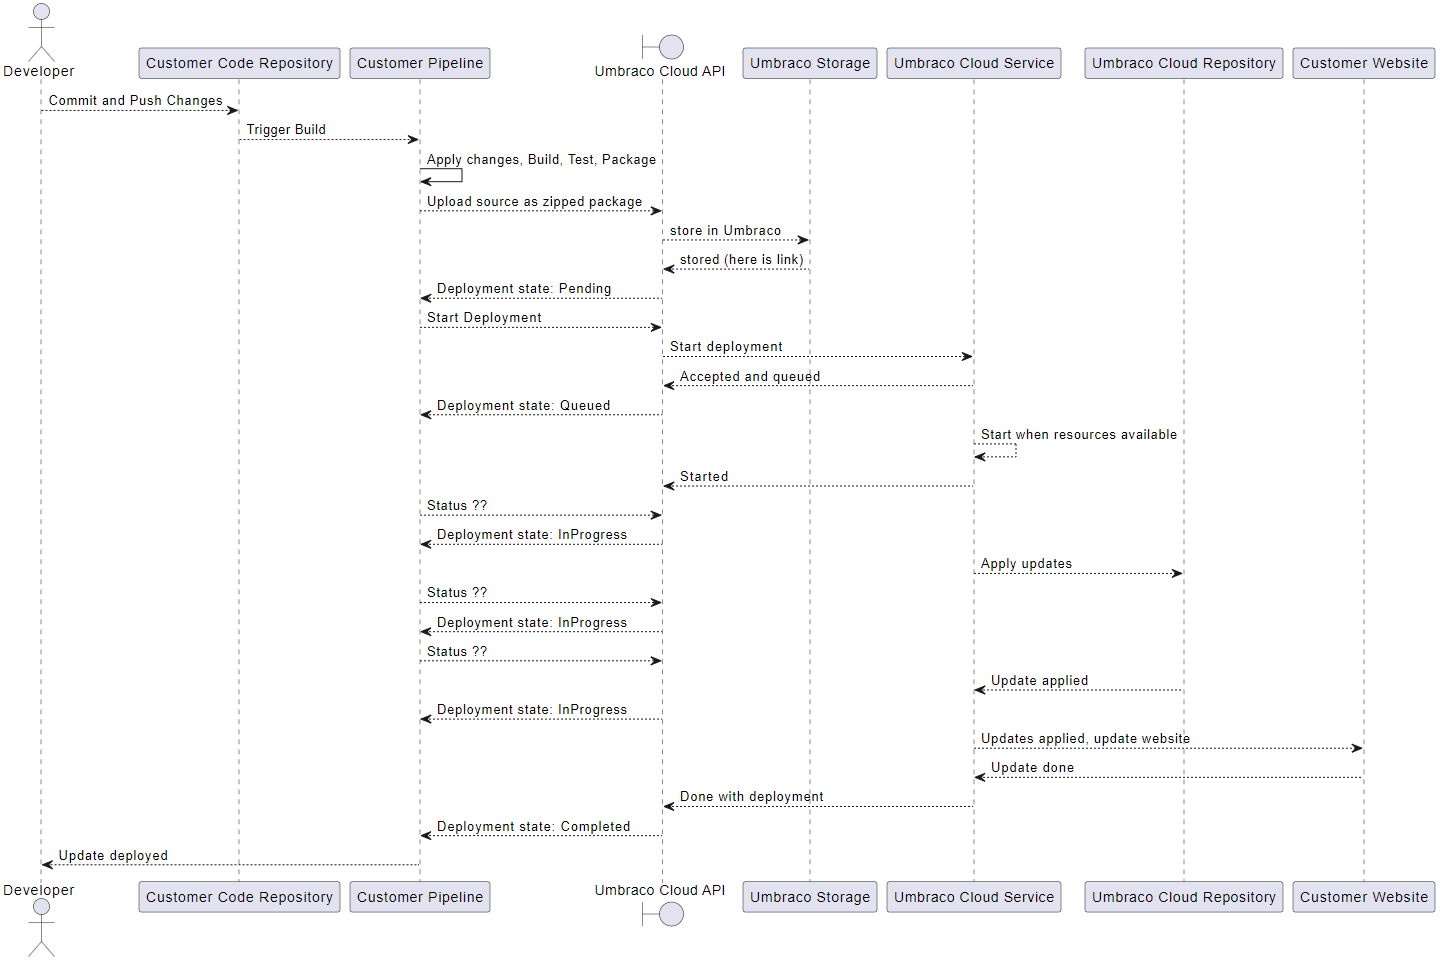 Developer
Customer Code Repository
Customer Pipeline
Umbraco Cloud API
Umbraco Storage
Umbraco Cloud Service
Umbraco Cloud Repository
Customer Website
Commit and Push Changes
Trigger Build
Apply changes, Build, Test, Package
Upload source as zipped package
store in Umbraco
stored (here is link)
Deployment state: Pending
Start Deployment
Start deployment
Accepted and queued
Deployment state: Queued
Start when resources available
Started
Status ??
Deployment state: InProgress
Apply updates
Status ??
Deployment state: InProgress
Status ??
Update applied
Deployment state: InProgress
Updates applied, update website
Update done
Done with deployment
Deployment state: Completed
Update deployed
Developer
Customer Code Repository
Customer Pipeline
Umbraco Cloud API
Umbraco Storage
Umbraco Cloud Service
Umbraco Cloud Repository
Customer Website